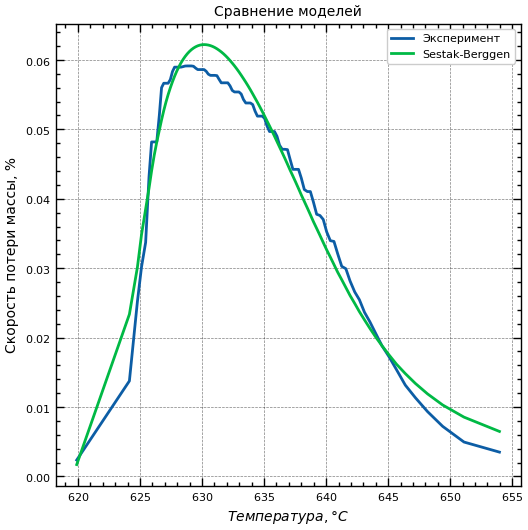 Сравнение моделей
Эксперимент
Sestak-Berggen
Скорость потери массы, %
0.06
0.05
0.04
0.03
0.02
0.01
0.00
620 625 630 635 640 645 650 655
Температура, °C